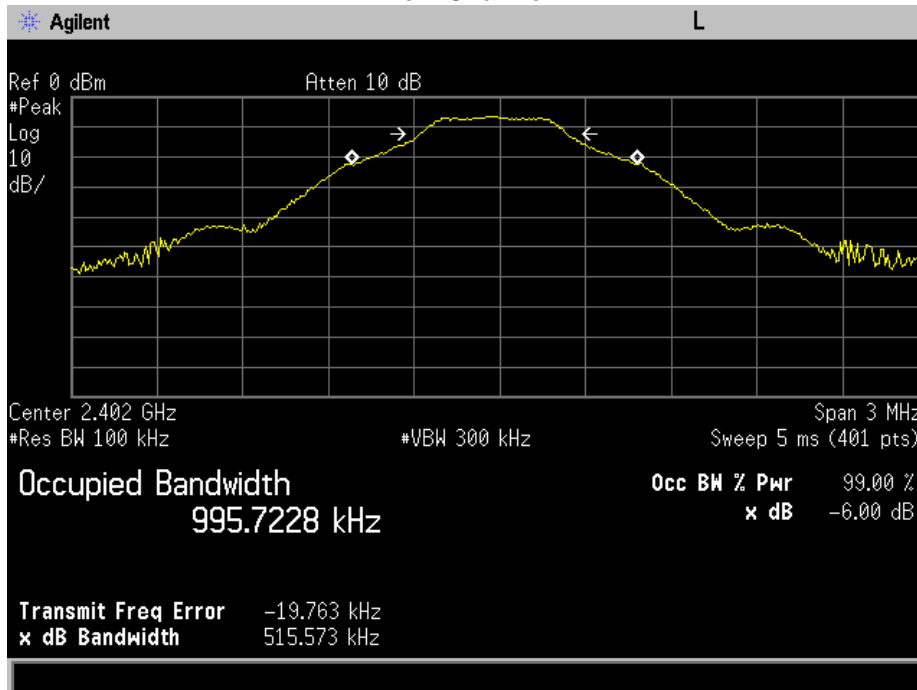 Agilent L
Ref 0 dBm Atten 10 dB
#Peak
Log
10
dB/
Center 2.402 GHz Span 3 MHz
#Res BW 100 kHz #VBW 300 kHz Sweep 5 ms (401 pts)
Occupied Bandwidth Occ BW % Pwr 99.00 %
995.7228 kHz x dB -6.00 dB
Transmit Freq Error -19.763 kHz
x dB Bandwidth 515.573 kHz